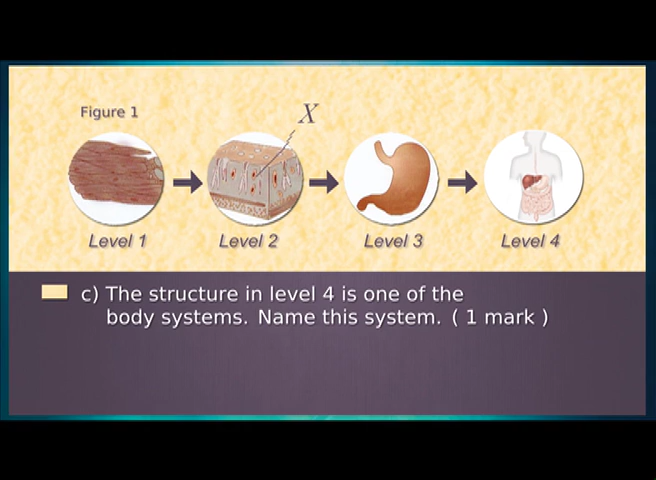 Figure 1
X
Level 1
Level 2
Level 3
Level 4
c) The structure in level 4 is one of the
body systems. Name this system. ( 1 mark )